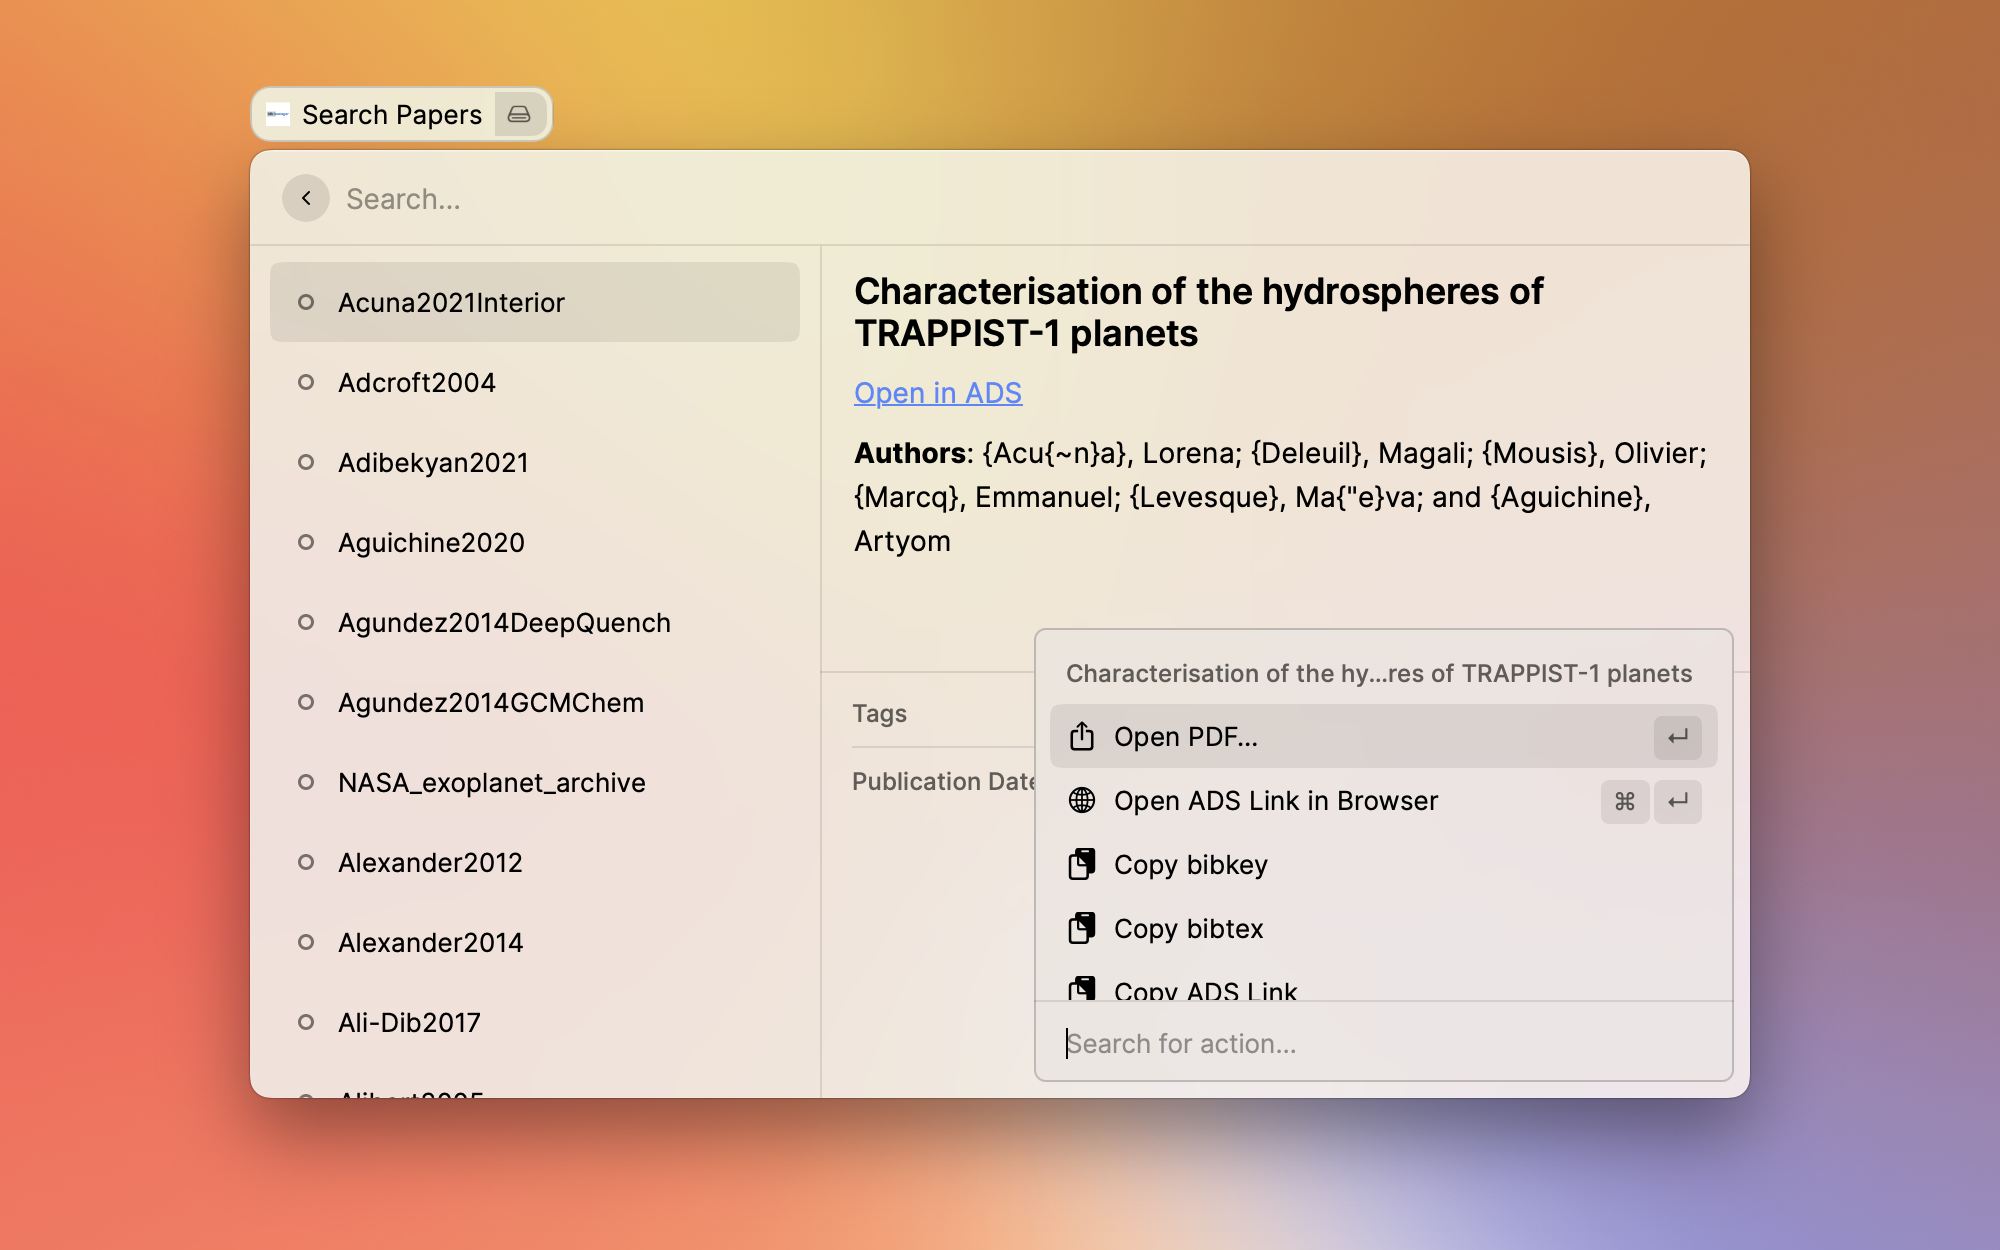 Search Papers
Search...
Acuna2021Interior
Adcroft2004
Adibekyan2021
Aguichine2020
Agundez2014DeepQuench
Agundez2014GCMChem
NASA_exoplanet_archive
Alexander2012
Alexander2014
Ali-Dib2017
Characterisation of the hydrospheres of
TRAPPIST-1 planets
Open in ADS
Authors: {Acu{~n}a}, Lorena; {Deleuil}, Magali; {Mousis}, Olivier;
{Marcq}, Emmanuel; {Levesque}, Ma{"e}va; and {Aguichine},
Artyom
Tags
Publication Date
Characterisation of the hy...res of TRAPPIST-1 planets
Open PDF...
Open ADS Link in Browser
Copy bibkey
Copy bibtex
Copy ADS Link
Search for action...